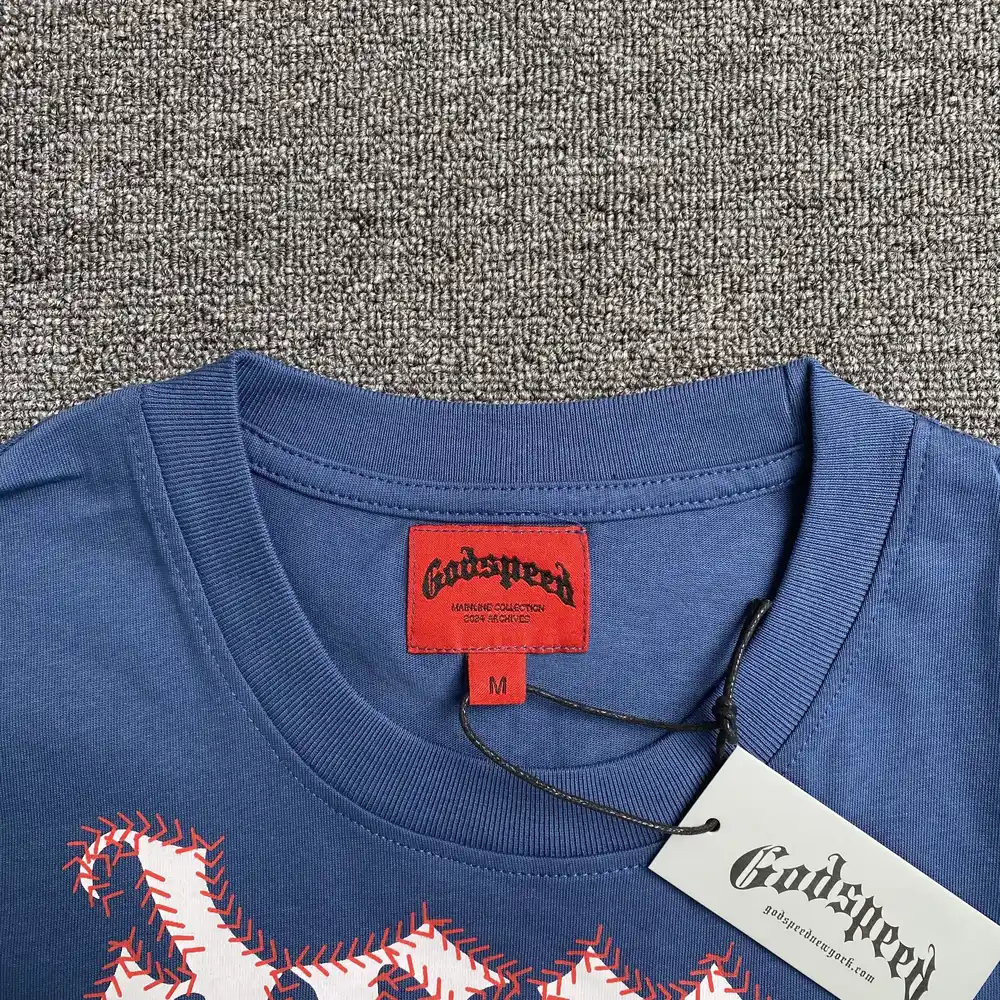 Godspeed
MAINLINE COLLECTION
2024 ARCHIVES
M
Godspeed
godspeednewyork.com